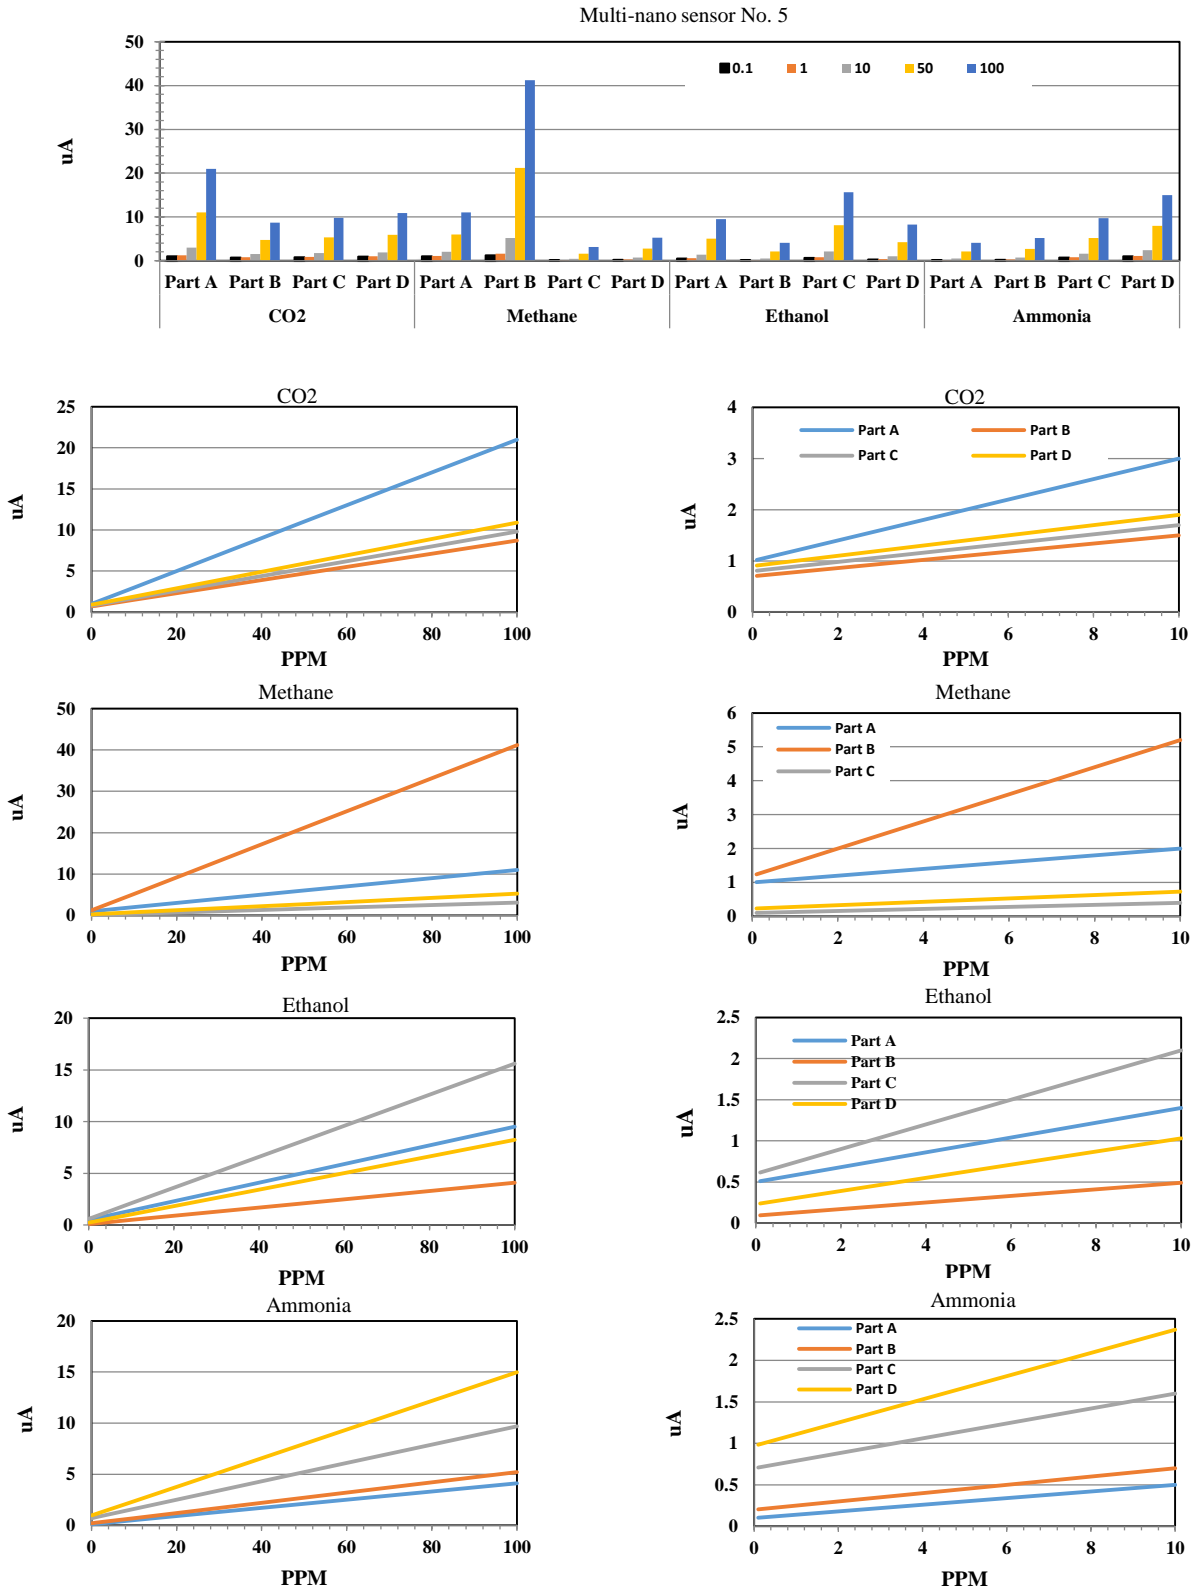 Multi-nano sensor No. 5
50
40
30
20
10
0
uA
0.1 1 10 50 100
Part A Part B Part C Part D Part A Part B Part C Part D Part A Part B Part C Part D Part A Part B Part C Part D
CO2 Methane Ethanol Ammonia
CO2
25
20
15
10
5
0
uA
0 20 40 60 80 100
PPM
CO2
4
3
2
1
0
uA
Part A Part B
Part C Part D
0 2 4 6 8 10
PPM
Methane
50
40
30
20
10
0
uA
0 20 40 60 80 100
PPM
Methane
6
5
4
3
2
1
0
uA
Part A
Part B
Part C
0 2 4 6 8 10
PPM
Ethanol
20
15
10
5
0
uA
0 20 40 60 80 100
PPM
Ethanol
2.5
2
1.5
1
0.5
0
uA
Part A
Part B
Part C
Part D
0 2 4 6 8 10
PPM
Ammonia
20
15
10
5
0
uA
0 20 40 60 80 100
PPM
Ammonia
2.5
2
1.5
1
0.5
0
uA
Part A
Part B
Part C
Part D
0 2 4 6 8 10
PPM